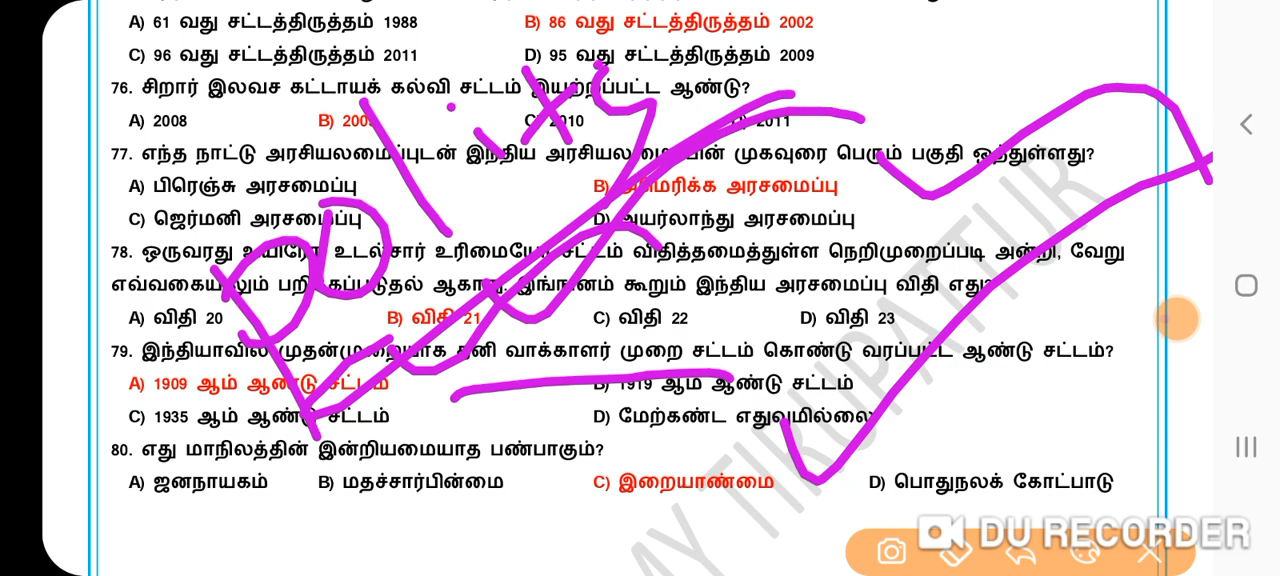 A) 61 வது சட்டத்திருத்தம் 1988 B) 86 வது சட்டத்திருத்தம் 2002
C) 96 வது சட்டத்திருத்தம் 2011 D) 95 வது சட்டத்திருத்தம் 2009
76. சிறார் இலவச கட்டாயக் கல்வி சட்டம் இயற்றப்பட்ட ஆண்டு?
A) 2008 B) 2009 C) 2010 D) 2011
77. எந்த நாட்டு அரசியலமைப்புடன் இந்திய அரசியலமைப்பின் முகவுரை பெரும் பகுதி ஒத்துள்ளது?
A) பிரெஞ்சு அரசமைப்பு B) அமெரிக்க அரசமைப்பு
C) ஜெர்மனி அரசமைப்பு D) அயர்லாந்து அரசமைப்பு
78. ஒருவரது உயிரோ, உடல்சார் உரிமையோ சட்டம் விதித்தமைத்துள்ள நெறிமுறைப்படி அன்றி, வேறு
எவ்வகையிலும் பறிக்கப்படுதல் ஆகாது. இங்ஙனம் கூறும் இந்திய அரசமைப்பு விதி எது?
A) விதி 20 B) விதி 21 C) விதி 22 D) விதி 23
79. இந்தியாவில் முதன்முறையாக தனி வாக்காளர் முறை சட்டம் கொண்டு வரப்பட்ட ஆண்டு சட்டம்?
A) 1909 ஆம் ஆண்டு சட்டம் B) 1919 ஆம் ஆண்டு சட்டம்
C) 1935 ஆம் ஆண்டு சட்டம் D) மேற்கண்ட எதுவுமில்லை
80. எது மாநிலத்தின் இன்றியமையாத பண்பாகும்?
A) ஜனநாயகம் B) மதச்சார்பின்மை C) இறையாண்மை D) பொதுநலக் கோட்பாடு
MY TIRUPATTUR
DU RECORDER